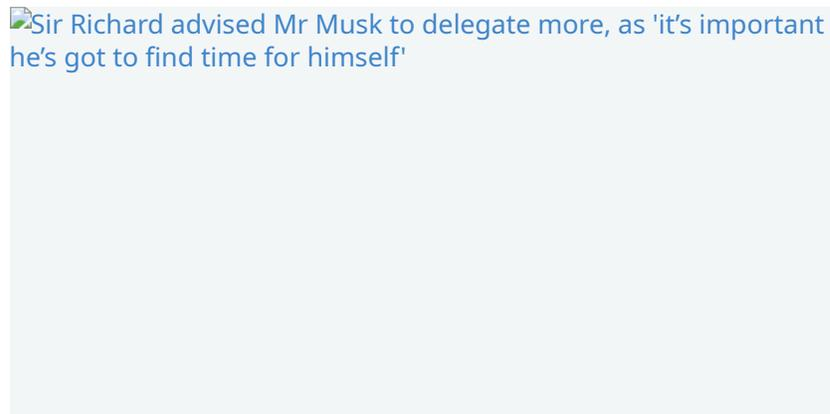 Sir Richard advised Mr Musk to delegate more, as 'it’s important
he’s got to find time for himself'